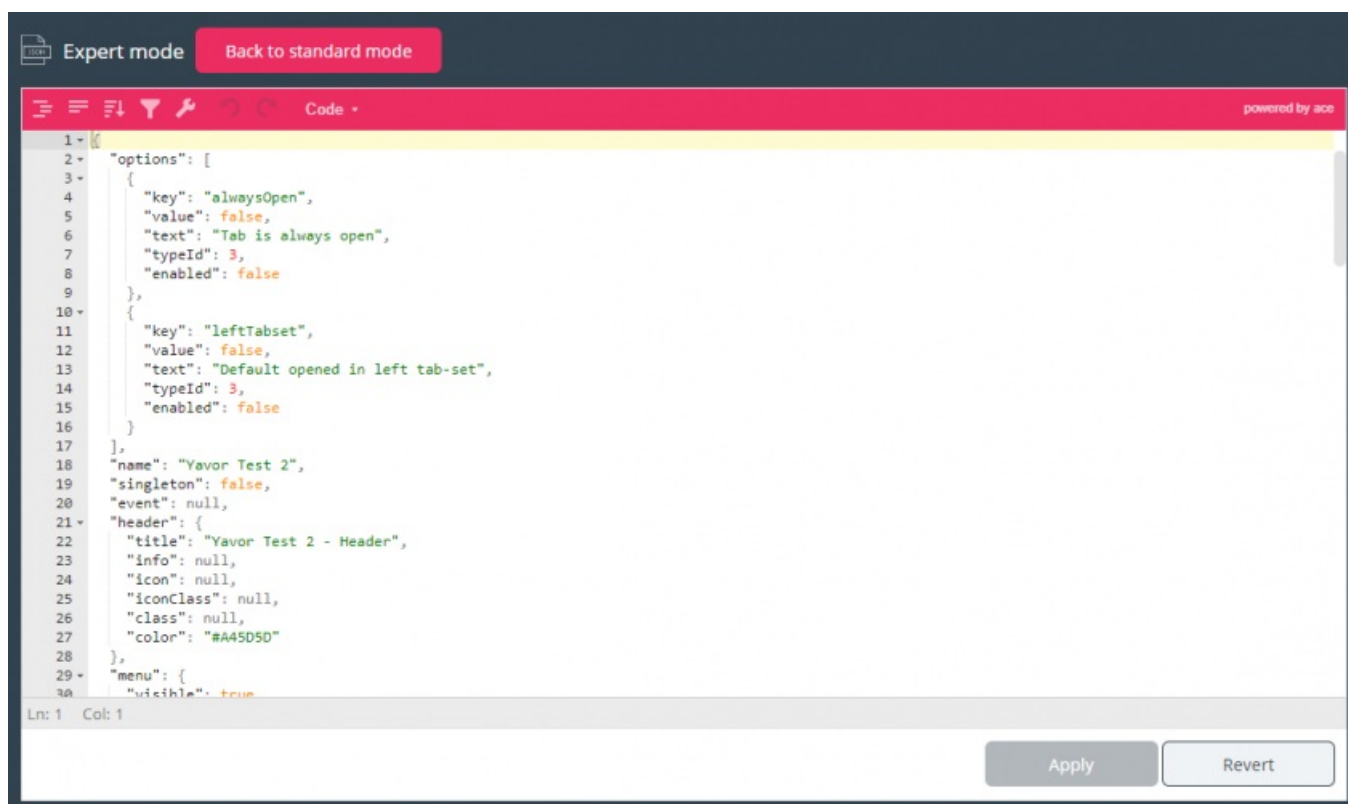 JSON
Expert mode Back to standard mode
Code powered by ace
1 {
2 "options": [
3 {
4 "key": "alwaysOpen",
5 "value": false,
6 "text": "Tab is always open",
7 "typeId": 3,
8 "enabled": false
9 },
10 {
11 "key": "leftTabset",
12 "value": false,
13 "text": "Default opened in left tab-set",
14 "typeId": 3,
15 "enabled": false
16 }
17 ],
18 "name": "Yavor Test 2",
19 "singleton": false,
20 "event": null,
21 "header": {
22 "title": "Yavor Test 2 - Header",
23 "info": null,
24 "icon": null,
25 "iconClass": null,
26 "class": null,
27 "color": "#A45D5D"
28 },
29 "menu": {
30 "visible": true
Ln: 1 Col: 1
Apply Revert